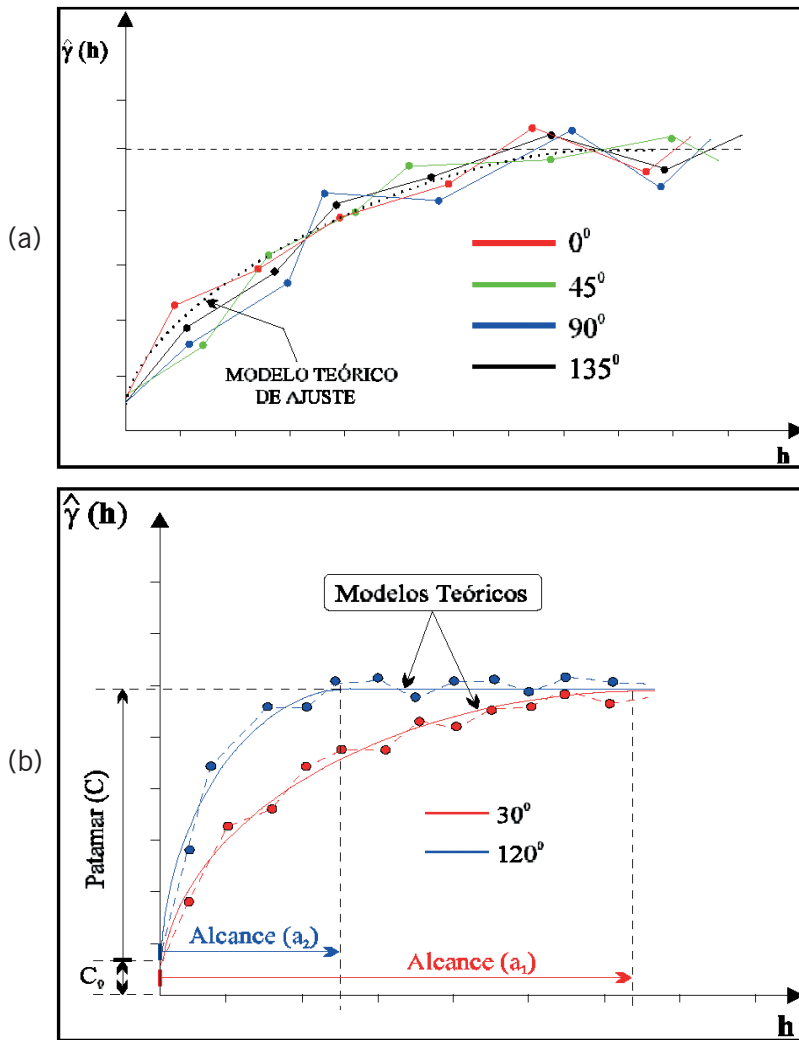 (a)
γ̂ (h)
0⁰
45⁰
90⁰
135⁰
MODELO TEÓRICO
DE AJUSTE
h
(b)
γ̂ (h)
Modelos Teóricos
Patamar (C)
30⁰
120⁰
Alcance (a₂)
Alcance (a₁)
C₀
h